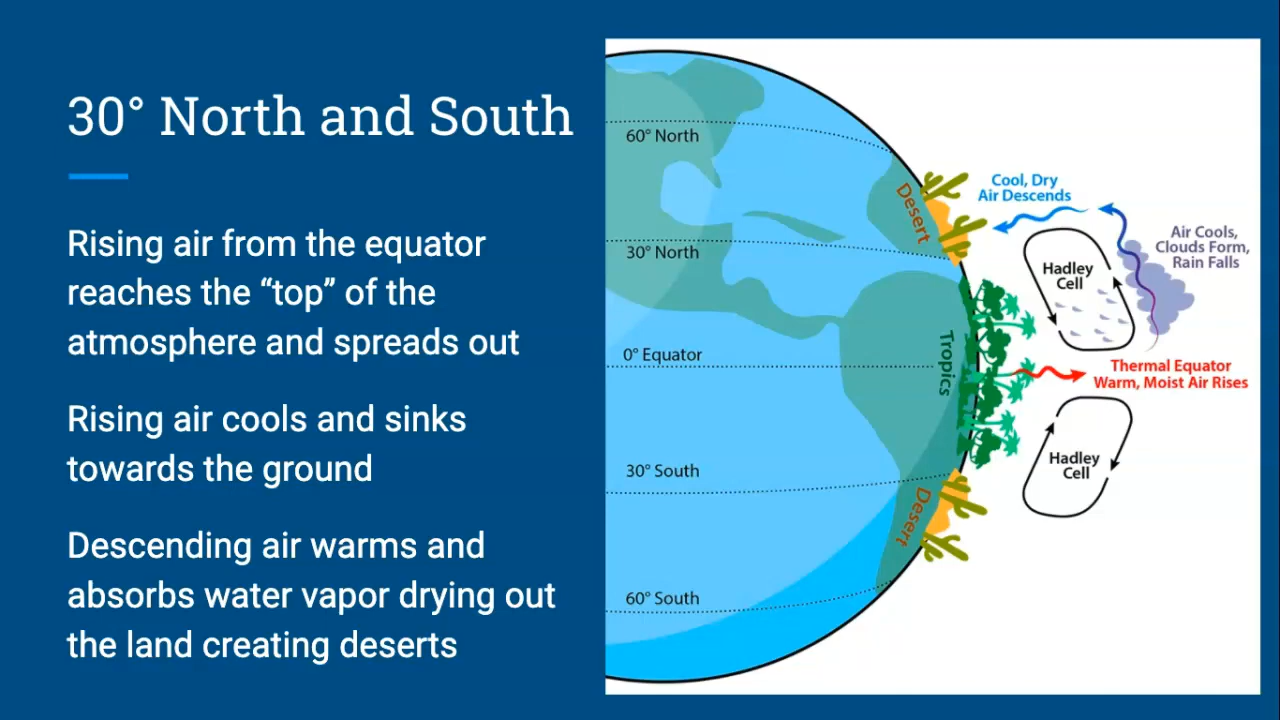 30° North and South
Rising air from the equator
reaches the “top” of the
atmosphere and spreads out
Rising air cools and sinks
towards the ground
Descending air warms and
absorbs water vapor drying out
the land creating deserts
60° North
30° North
0° Equator
30° South
60° South
Desert
Tropics
Desert
Cool, Dry
Air Descends
Air Cools,
Clouds Form,
Rain Falls
Hadley
Cell
Thermal Equator
Warm, Moist Air Rises
Hadley
Cell